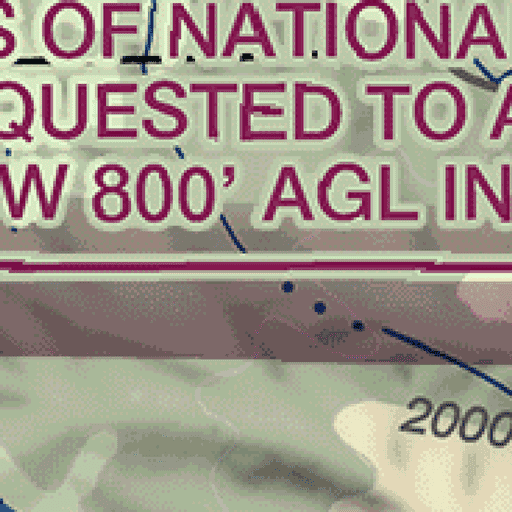 S OF NATIONA
QUESTED TO A
W 800' AGL IN
2000